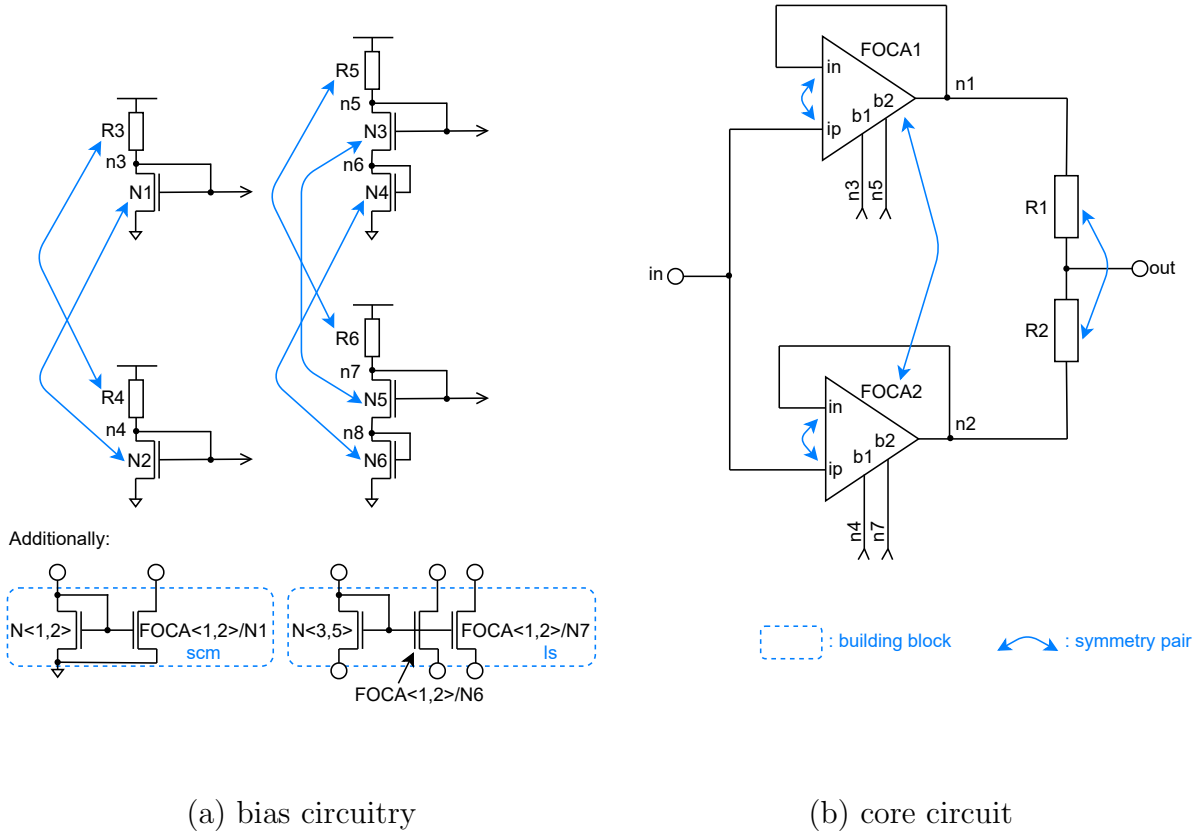 R3
n3
N1
R4
n4
N2
R5
n5
N3
n6
N4
R6
n7
N5
n8
N6
Additionally:
N<1,2>
FOCA<1,2>/N1
scm
N<3,5>
FOCA<1,2>/N7
ls
FOCA<1,2>/N6
(a) bias circuitry
FOCA1
in
ip
b1
b2
n3
n5
n1
R1
in
out
R2
FOCA2
in
ip
b1
b2
n4
n7
n2
: building block
: symmetry pair
(b) core circuit